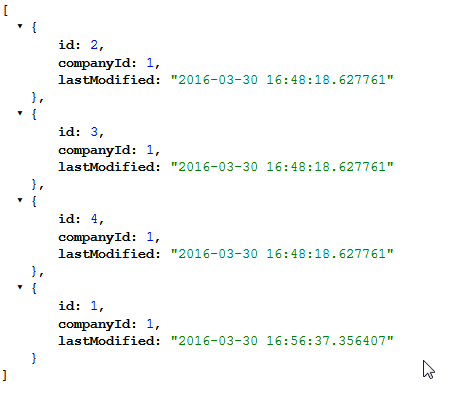 [
{
id: 2,
companyId: 1,
lastModified: "2016-03-30 16:48:18.627761"
},
{
id: 3,
companyId: 1,
lastModified: "2016-03-30 16:48:18.627761"
},
{
id: 4,
companyId: 1,
lastModified: "2016-03-30 16:48:18.627761"
},
{
id: 1,
companyId: 1,
lastModified: "2016-03-30 16:56:37.356407"
}
]